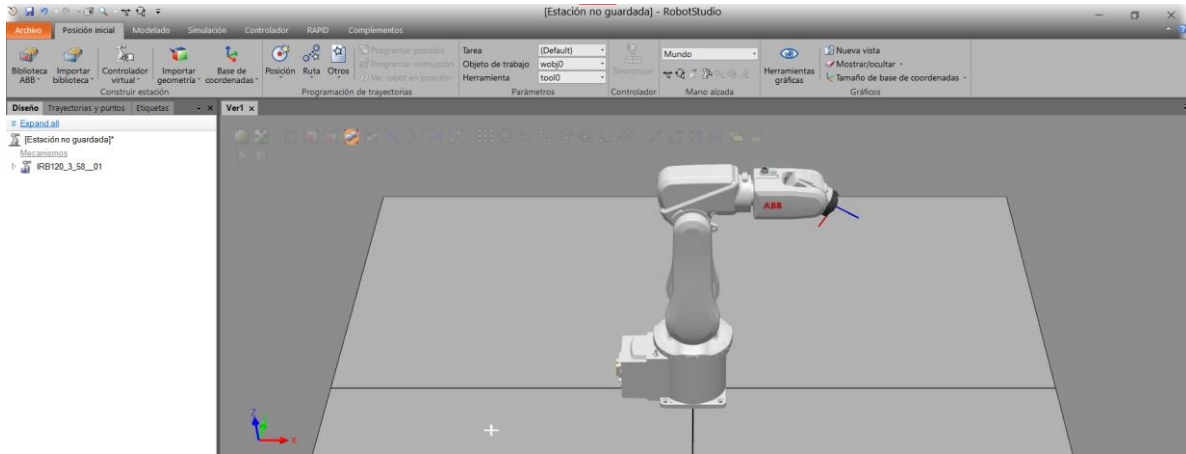 [Estación no guardada] - RobotStudio
Archivo Posición inicial Modelado Simulación Controlador RAPID Complementos
Biblioteca ABB
Importar biblioteca
Controlador virtual
Importar geometría
Base de coordenadas
Construir estación
Posición Ruta Otros
Programar posición
Programar instrucción
Ver robot en posición
Programación de trayectorias
Tarea (Default)
Objeto de trabajo wobj0
Herramienta tool0
Parámetros
Sincronizar
Controlador
Mundo
Mano alzada
Herramientas gráficas
Nueva vista
Mostrar/ocultar
Tamaño de base de coordenadas
Gráficos
Diseño Trayectorias y puntos Etiquetas
Ver1
Expand all
[Estación no guardada]*
Mecanismos
IRB120_3_58__01
ABB
Z
X